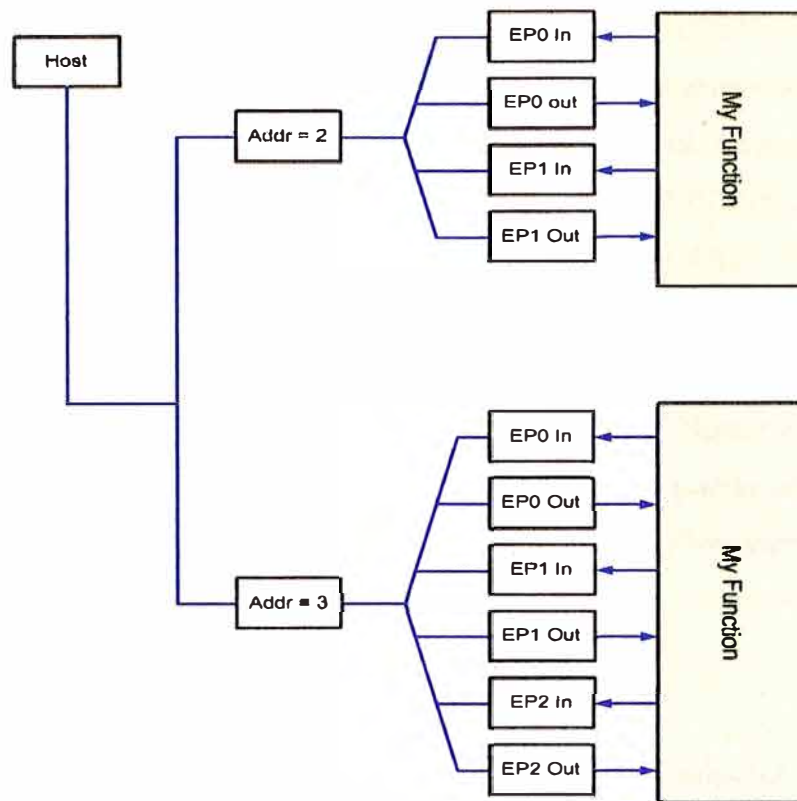 Host
Addr = 2
EP0 In
EP0 out
EP1 In
EP1 Out
My Function
Addr = 3
EP0 In
EP0 Out
EP1 In
EP1 Out
EP2 In
EP2 Out
My Function